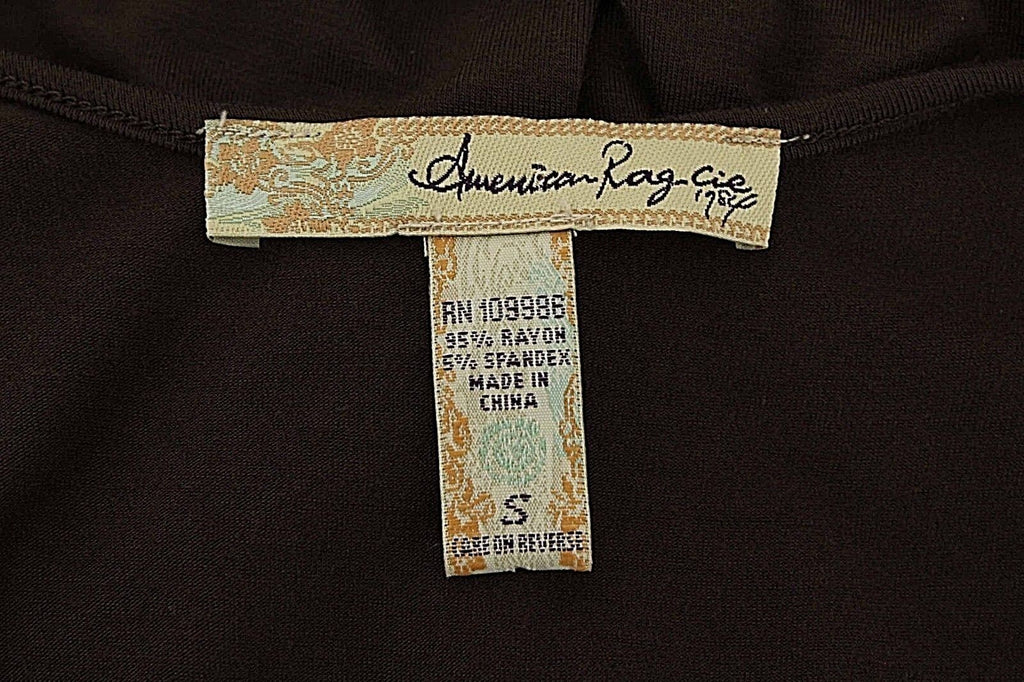 American Rag-Cie
1984
RN 109986
95% RAYON
5% SPANDEX
MADE IN
CHINA
S
CARE ON REVERSE